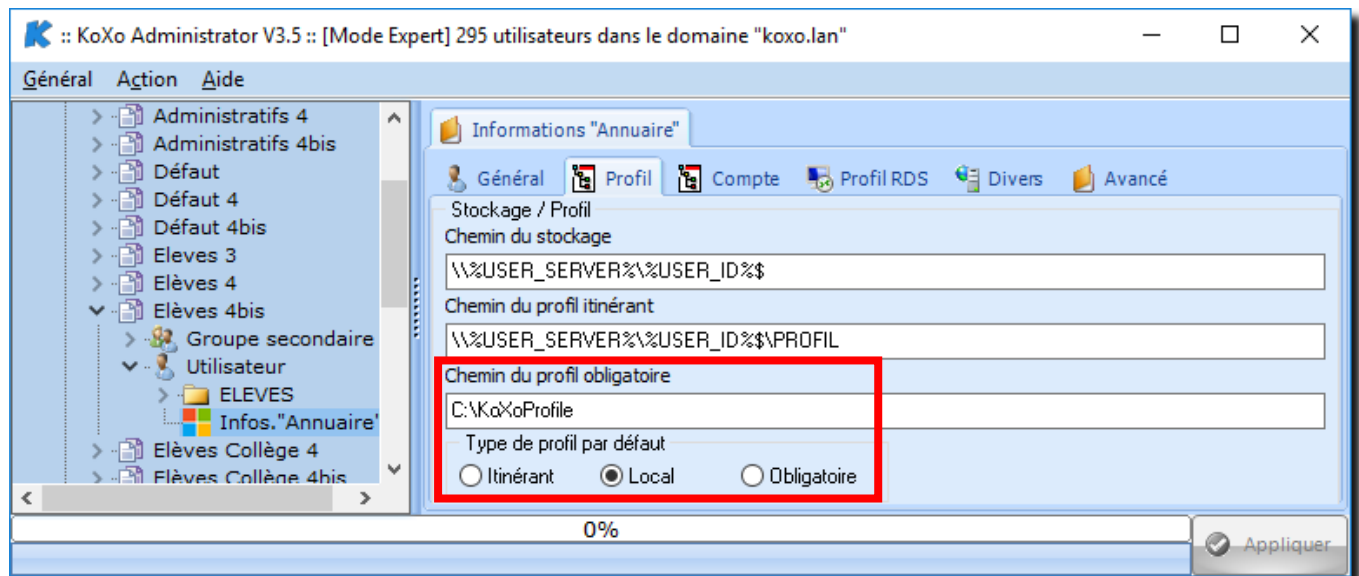 :: KoXo Administrator V3.5 :: [Mode Expert] 295 utilisateurs dans le domaine "koxo.lan"
Général Action Aide
Administratifs 4
Administratifs 4bis
Défaut
Défaut 4
Défaut 4bis
Eleves 3
Elèves 4
Elèves 4bis
Groupe secondaire
Utilisateur
ELEVES
Infos."Annuaire"
Elèves Collège 4
Elèves Collège 4bis
Informations "Annuaire"
Général Profil Compte Profil RDS Divers Avancé
Stockage / Profil
Chemin du stockage
\\%USER_SERVER%\%USER_ID%$
Chemin du profil itinérant
\\%USER_SERVER%\%USER_ID%$\PROFIL
Chemin du profil obligatoire
C:\KoXoProfile
Type de profil par défaut
Itinérant Local Obligatoire
0%
Appliquer